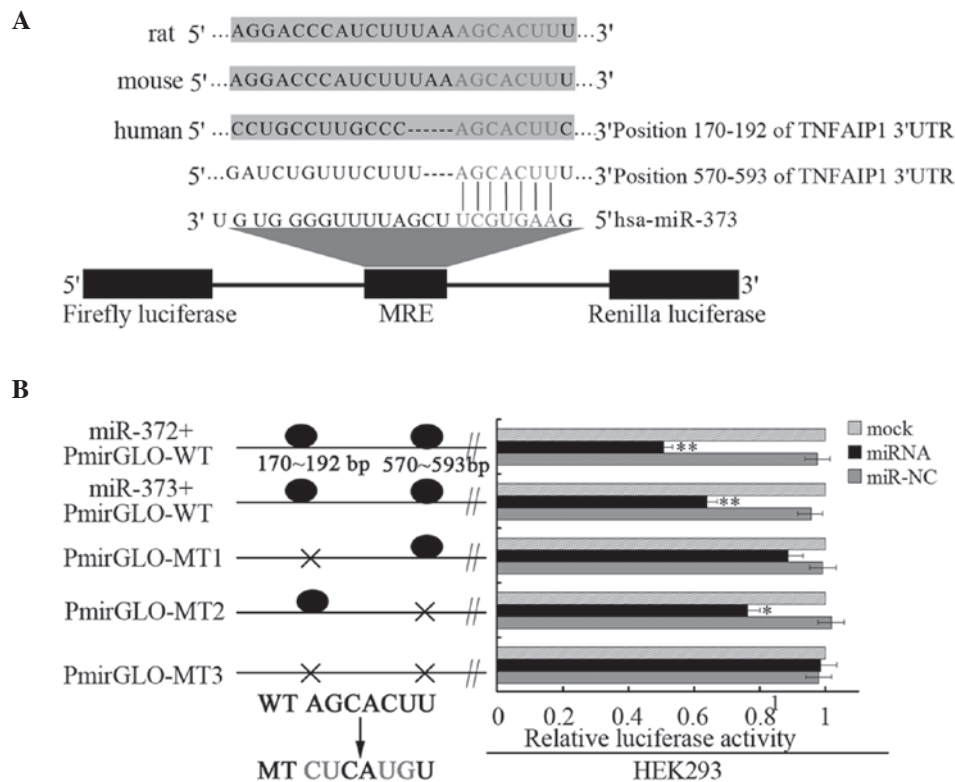 A
rat 5' ...AGGACCCAUCUUUAAAGCACUUU...3'
mouse 5' ...AGGACCCAUCUUUAAAGCACUUU 3'
human 5' ...CCUGCCUUGCCC------AGCACUUC...3'Position 170-192 of TNFAIP1 3'UTR
5'...GAUCUGUUUCUUU----AGCACUUU...3'Position 570-593 of TNFAIP1 3'UTR
3' U G UG GGGUUUUAGCU UCGUGAAG 5'hsa-miR-373
5' 3'
Firefly luciferase MRE Renilla luciferase
B
miR-372+
PmirGLO-WT
170~192 bp 570~593bp
miR-373+
PmirGLO-WT
PmirGLO-MT1
PmirGLO-MT2
PmirGLO-MT3
WT AGCACUU
MT CUCAUGU
**
**
*
mock
miRNA
miR-NC
0 0.2 0.4 0.6 0.8 1
1
Relative luciferase activity
HEK293